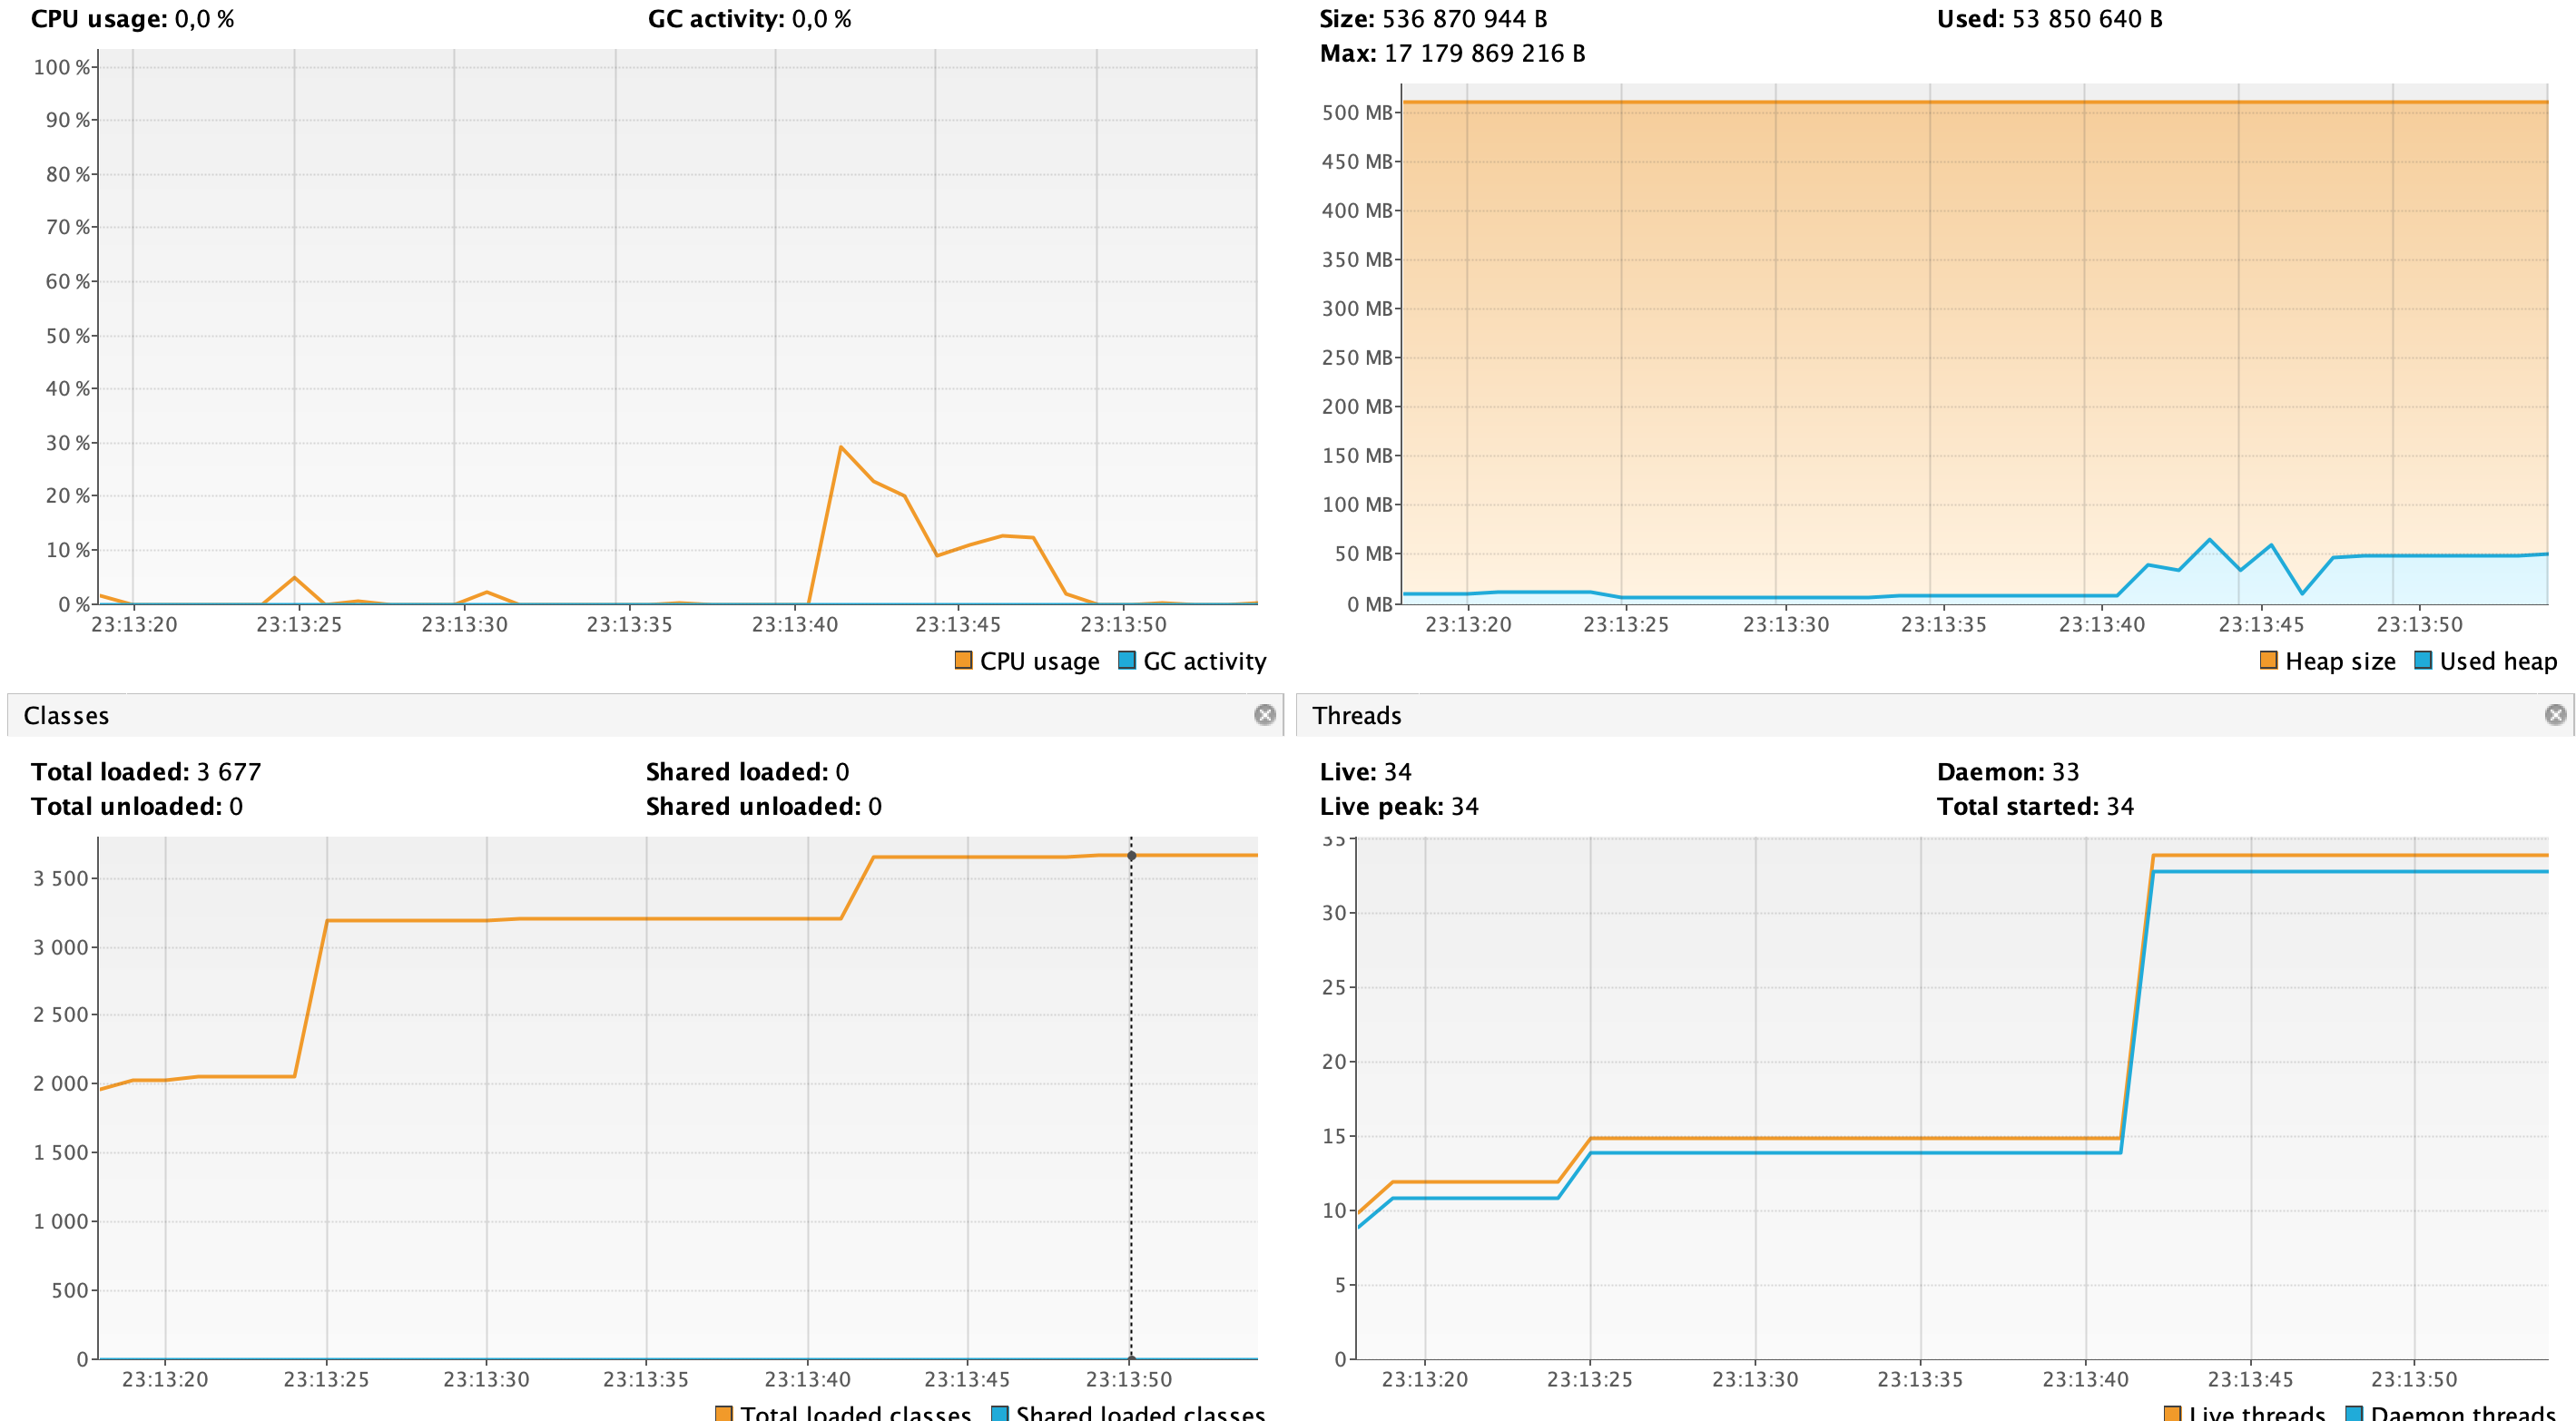 CPU usage: 0,0 %
GC activity: 0,0 %
100 %
90 %
80 %
70 %
60 %
50 %
40 %
30 %
20 %
10 %
0 %
23:13:20 23:13:25 23:13:30 23:13:35 23:13:40 23:13:45 23:13:50
CPU usage GC activity
Size: 536 870 944 B
Used: 53 850 640 B
Max: 17 179 869 216 B
500 MB
450 MB
400 MB
350 MB
300 MB
250 MB
200 MB
150 MB
100 MB
50 MB
0 MB
23:13:20 23:13:25 23:13:30 23:13:35 23:13:40 23:13:45 23:13:50
Heap size Used heap
Classes
Total loaded: 3 677
Shared loaded: 0
Total unloaded: 0
Shared unloaded: 0
3 500
3 000
2 500
2 000
1 500
1 000
500
0
23:13:20 23:13:25 23:13:30 23:13:35 23:13:40 23:13:45 23:13:50
Total loaded classes Shared loaded classes
Threads
Live: 34
Daemon: 33
Live peak: 34
Total started: 34
35
30
25
20
15
10
5
0
23:13:20 23:13:25 23:13:30 23:13:35 23:13:40 23:13:45 23:13:50
Live threads Daemon threads